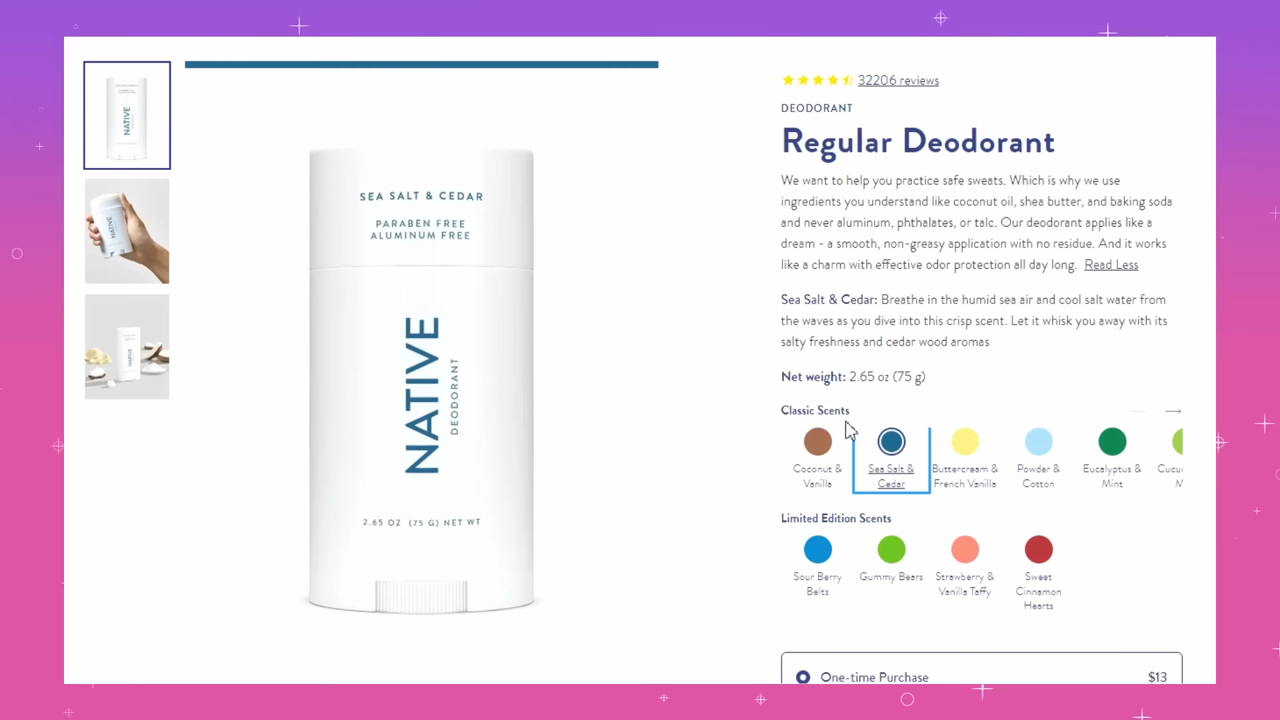 SEA SALT & CEDAR
PARABEN FREE
ALUMINUM FREE
NATIVE
DEODORANT
2.65 OZ (75 G) NET WT
NATIVE
NATIVE
NATIVE
32206 reviews
DEODORANT
Regular Deodorant
We want to help you practice safe sweats. Which is why we use
ingredients you understand like coconut oil, shea butter, and baking soda
and never aluminum, phthalates, or talc. Our deodorant applies like a
dream - a smooth, non-greasy application with no residue. And it works
like a charm with effective odor protection all day long. Read Less
Sea Salt & Cedar: Breathe in the humid sea air and cool salt water from
the waves as you dive into this crisp scent. Let it whisk you away with its
salty freshness and cedar wood aromas
Net weight: 2.65 oz (75 g)
Classic Scents
Coconut &
Vanilla
Sea Salt &
Cedar
Buttercream &
French Vanilla
Powder &
Cotton
Eucalyptus &
Mint
Cucu
M
Limited Edition Scents
Sour Berry
Belts
Gummy Bears
Strawberry &
Vanilla Taffy
Sweet
Cinnamon
Hearts
One-time Purchase $13